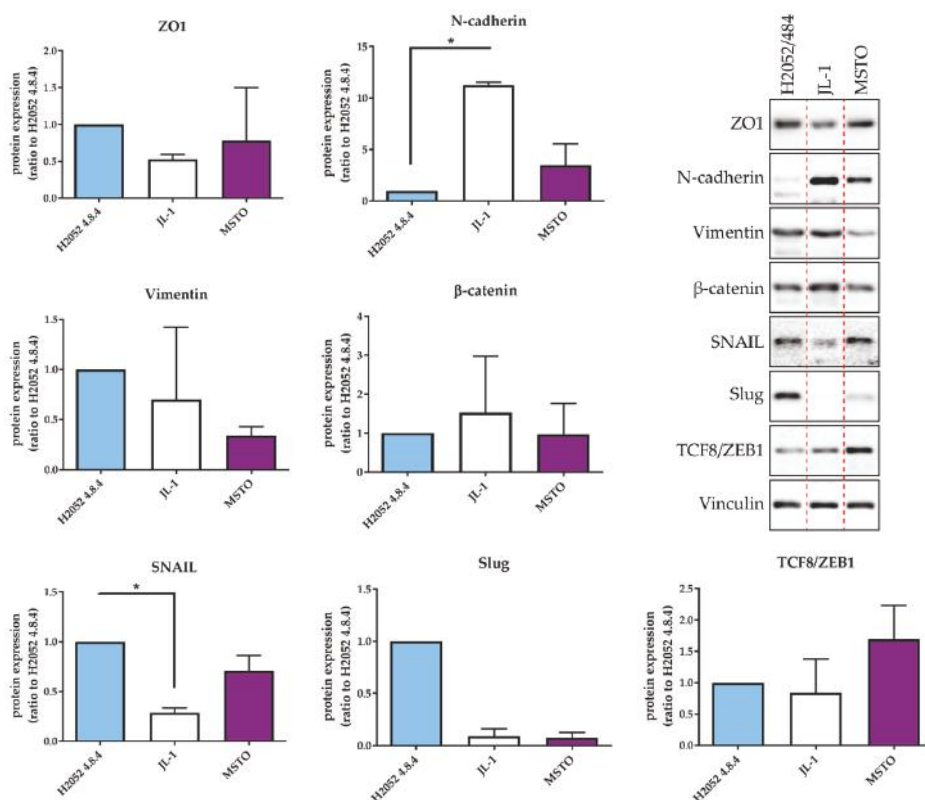 ZO1
protein expression
(ratio to H2052 4.8.4)
2.0
1.5
1.0
0.5
0.0
H2052 4.8.4
JL-1
MSTO
N-cadherin
*
protein expression
(ratio to H2052 4.8.4)
15
10
5
0
H2052 4.8.4
JL-1
MSTO
H2052/484
JL-1
MSTO
ZO1
N-cadherin
Vimentin
β-catenin
SNAIL
Slug
TCF8/ZEB1
Vinculin
Vimentin
protein expression
(ratio to H2052 4.8.4)
1.5
1.0
0.5
0.0
H2052 4.8.4
JL-1
MSTO
β-catenin
protein expression
(ratio to H2052 4.8.4)
4
3
2
1
0
H2052 4.8.4
JL-1
MSTO
SNAIL
*
protein expression
(ratio to H2052 4.8.4)
1.5
1.0
0.5
0.0
H2052 4.8.4
JL-1
MSTO
Slug
protein expression
(ratio to H2052 4.8.4)
1.5
1.0
0.5
0.0
H2052 4.8.4
JL-1
MSTO
TCF8/ZEB1
protein expression
(ratio to H2052 4.8.4)
2.5
2.0
1.5
1.0
0.5
0.0
H2052 4.8.4
JL-1
MSTO